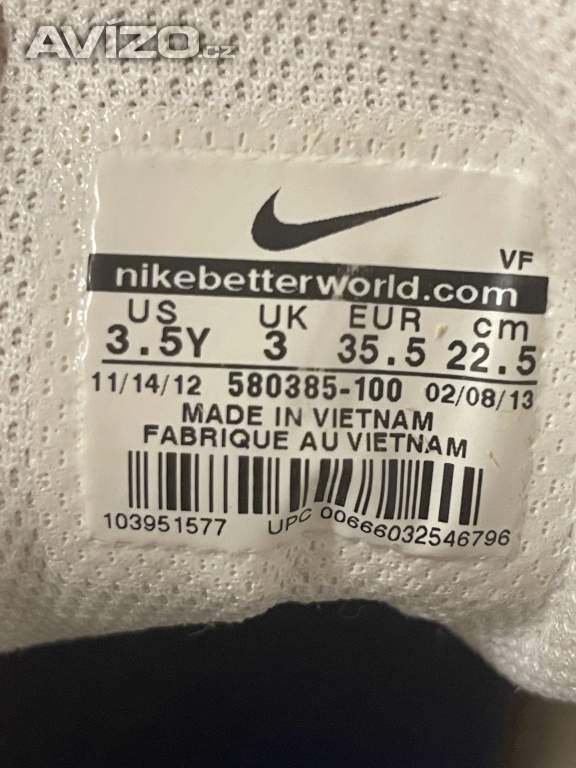 AVÍZO.cz
VF
nikebetterworld.com
US UK EUR cm
3.5Y 3 35.5 22.5
11/14/12 580385-100 02/08/13
MADE IN VIETNAM
FABRIQUE AU VIETNAM
103951577 UPC 00666032546796